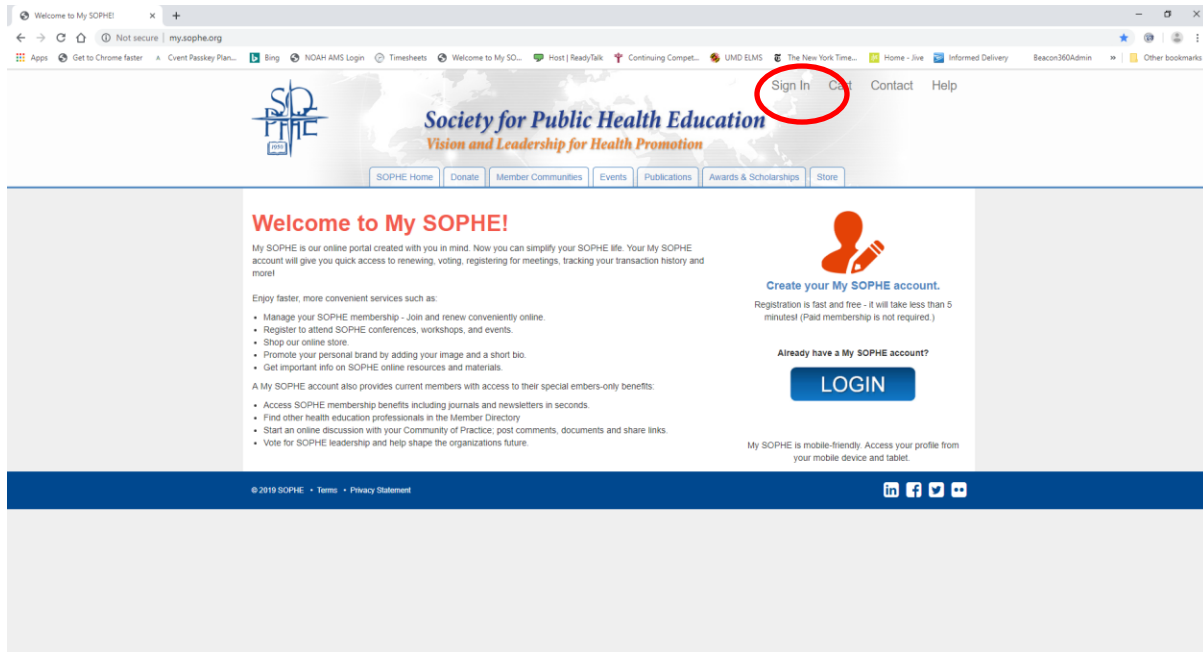 Welcome to My SOPHE!
Not secure | my.sophe.org
Apps Get to Chrome faster Cvent Passkey Plan... Bing NOAH AMS Login Timesheets Welcome to My SO... Host | ReadyTalk Continuing Compet... UMD ELMS The New York Time... Home - Jive Informed Delivery Beacon360Admin » Other bookmarks
Sign In Cart Contact Help
SOPHE
1950
Society for Public Health Education
Vision and Leadership for Health Promotion
SOPHE Home Donate Member Communities Events Publications Awards & Scholarships Store
Welcome to My SOPHE!
My SOPHE is our online portal created with you in mind. Now you can simplify your SOPHE life. Your My SOPHE
account will give you quick access to renewing, voting, registering for meetings, tracking your transaction history and
more!
Enjoy faster, more convenient services such as:
• Manage your SOPHE membership - Join and renew conveniently online.
• Register to attend SOPHE conferences, workshops, and events.
• Shop our online store.
• Promote your personal brand by adding your image and a short bio.
• Get important info on SOPHE online resources and materials.
A My SOPHE account also provides current members with access to their special embers-only benefits:
• Access SOPHE membership benefits including journals and newsletters in seconds.
• Find other health education professionals in the Member Directory
• Start an online discussion with your Community of Practice; post comments, documents and share links.
• Vote for SOPHE leadership and help shape the organizations future.
Create your My SOPHE account.
Registration is fast and free - it will take less than 5
minutes! (Paid membership is not required.)
Already have a My SOPHE account?
LOGIN
My SOPHE is mobile-friendly. Access your profile from
your mobile device and tablet.
© 2019 SOPHE • Terms • Privacy Statement